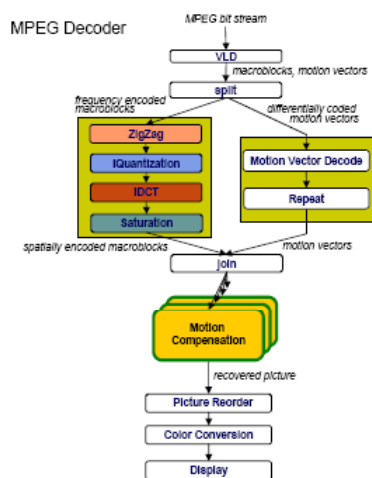 MPEG Decoder
MPEG bit stream
VLD
macroblocks, motion vectors
split
frequency encoded
macroblocks
differentially coded
motion vectors
ZigZag
IQuantization
IDCT
Saturation
Motion Vector Decode
Repeat
spatially encoded macroblocks
motion vectors
join
Motion
Compensation
recovered picture
Picture Reorder
Color Conversion
Display